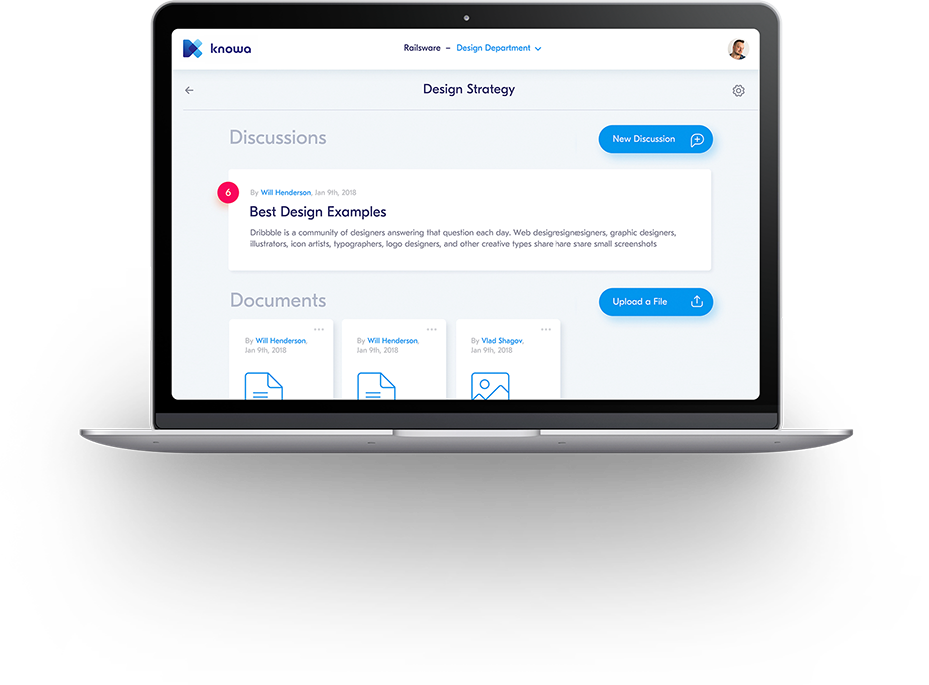 knowa
Railsware – Design Department
Design Strategy
Discussions
New Discussion
6
By Will Henderson, Jan 9th, 2018
Best Design Examples
Dribbble is a community of designers answering that question each day. Web desigresignesigners, graphic designers,
illustrators, icon artists, typographers, logo designers, and other creative types share hare share small screenshots
Documents
Upload a File
By Will Henderson,
Jan 9th, 2018
By Will Henderson,
Jan 9th, 2018
By Vlad Shagov,
Jan 9th, 2018